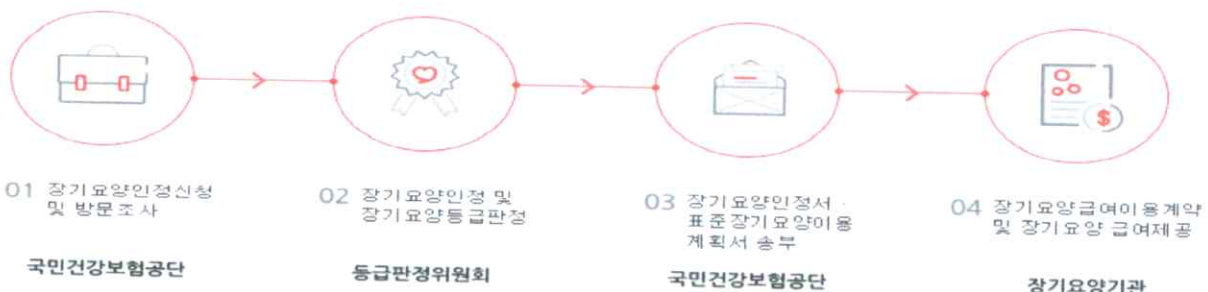 01 장기요양인정신청
및 방문조사
국민건강보험공단
02 장기요양인정 및
장기요양등급판정
등급판정위원회
03 장기요양인정서 ·
표준장기요양이용
계획서 송부
국민건강보험공단
04 장기요양급여이용계약
및 장기요양 급여제공
장기요양기관
$